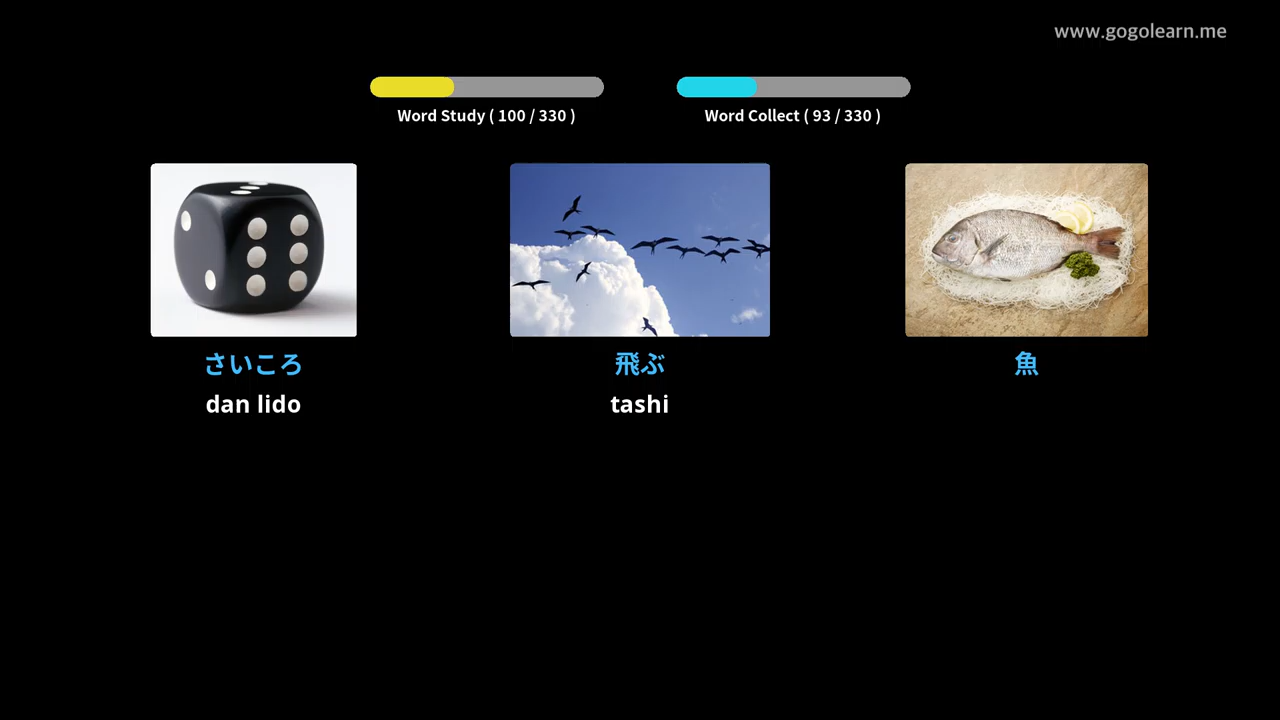 www.gogolearn.me
Word Study ( 100 / 330 )
Word Collect ( 93 / 330 )
さいころ
dan lido
飛ぶ
tashi
魚